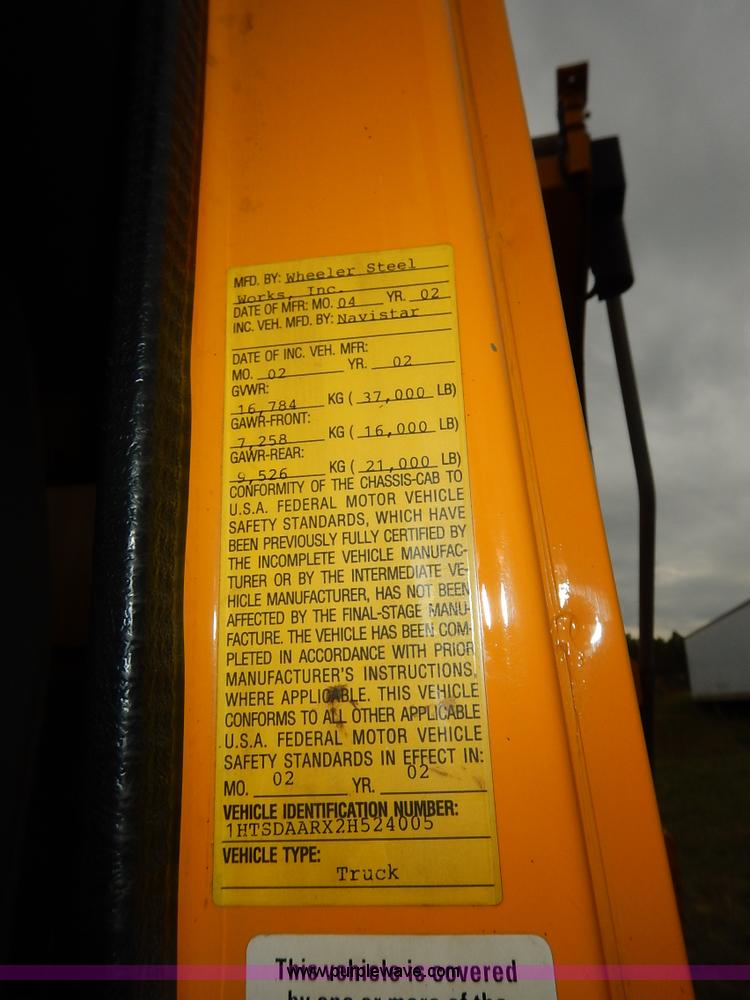 MFD. BY: Wheeler Steel
Works, Inc.
DATE OF MFR: MO. 04 YR. 02
INC. VEH. MFD. BY: Navistar
DATE OF INC. VEH. MFR:
MO. 02 YR. 02
GVWR:
16,784 KG ( 37,000 LB)
GAWR-FRONT:
7,258 KG ( 16,000 LB)
GAWR-REAR:
9,526 KG ( 21,000 LB)
CONFORMITY OF THE CHASSIS-CAB TO
U.S.A. FEDERAL MOTOR VEHICLE
SAFETY STANDARDS, WHICH HAVE
BEEN PREVIOUSLY FULLY CERTIFIED BY
THE INCOMPLETE VEHICLE MANUFAC-
TURER OR BY THE INTERMEDIATE VE-
HICLE MANUFACTURER, HAS NOT BEEN
AFFECTED BY THE FINAL-STAGE MANU-
FACTURE. THE VEHICLE HAS BEEN COM-
PLETED IN ACCORDANCE WITH PRIOR
MANUFACTURER'S INSTRUCTIONS,
WHERE APPLICABLE. THIS VEHICLE
CONFORMS TO ALL OTHER APPLICABLE
U.S.A. FEDERAL MOTOR VEHICLE
SAFETY STANDARDS IN EFFECT IN:
MO. 02 YR. 02
VEHICLE IDENTIFICATION NUMBER:
1HTSDAARX2H524005
VEHICLE TYPE:
Truck
This vehicle is covered
www.purplewave.com
by one or more of the